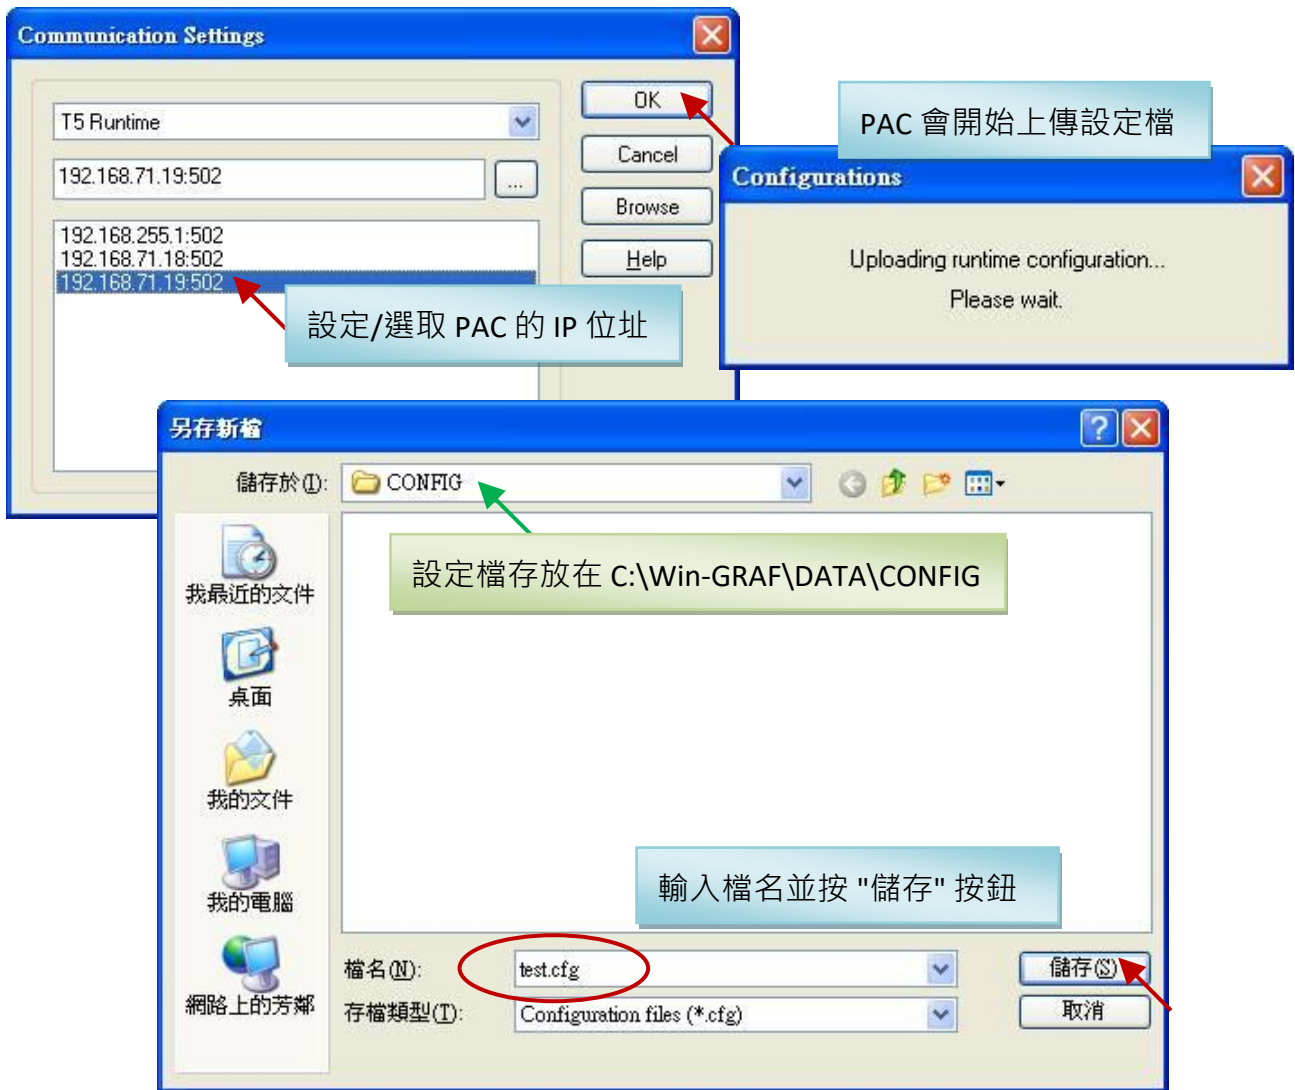 Communication Settings
T5 Runtime
192.168.71.19:502
...
192.168.255.1:502
192.168.71.18:502
192.168.71.19:502
OK
Cancel
Browse
Help
設定/選取 PAC 的 IP 位址
PAC 會開始上傳設定檔
Configurations
Uploading runtime configuration...
Please wait.
另存新檔
儲存於(I):
CONFIG
設定檔存放在 C:\Win-GRAF\DATA\CONFIG
我最近的文件
桌面
我的文件
我的電腦
網路上的芳鄰
輸入檔名並按 "儲存" 按鈕
檔名(N):
test.cfg
儲存(S)
存檔類型(T):
Configuration files (*.cfg)
取消